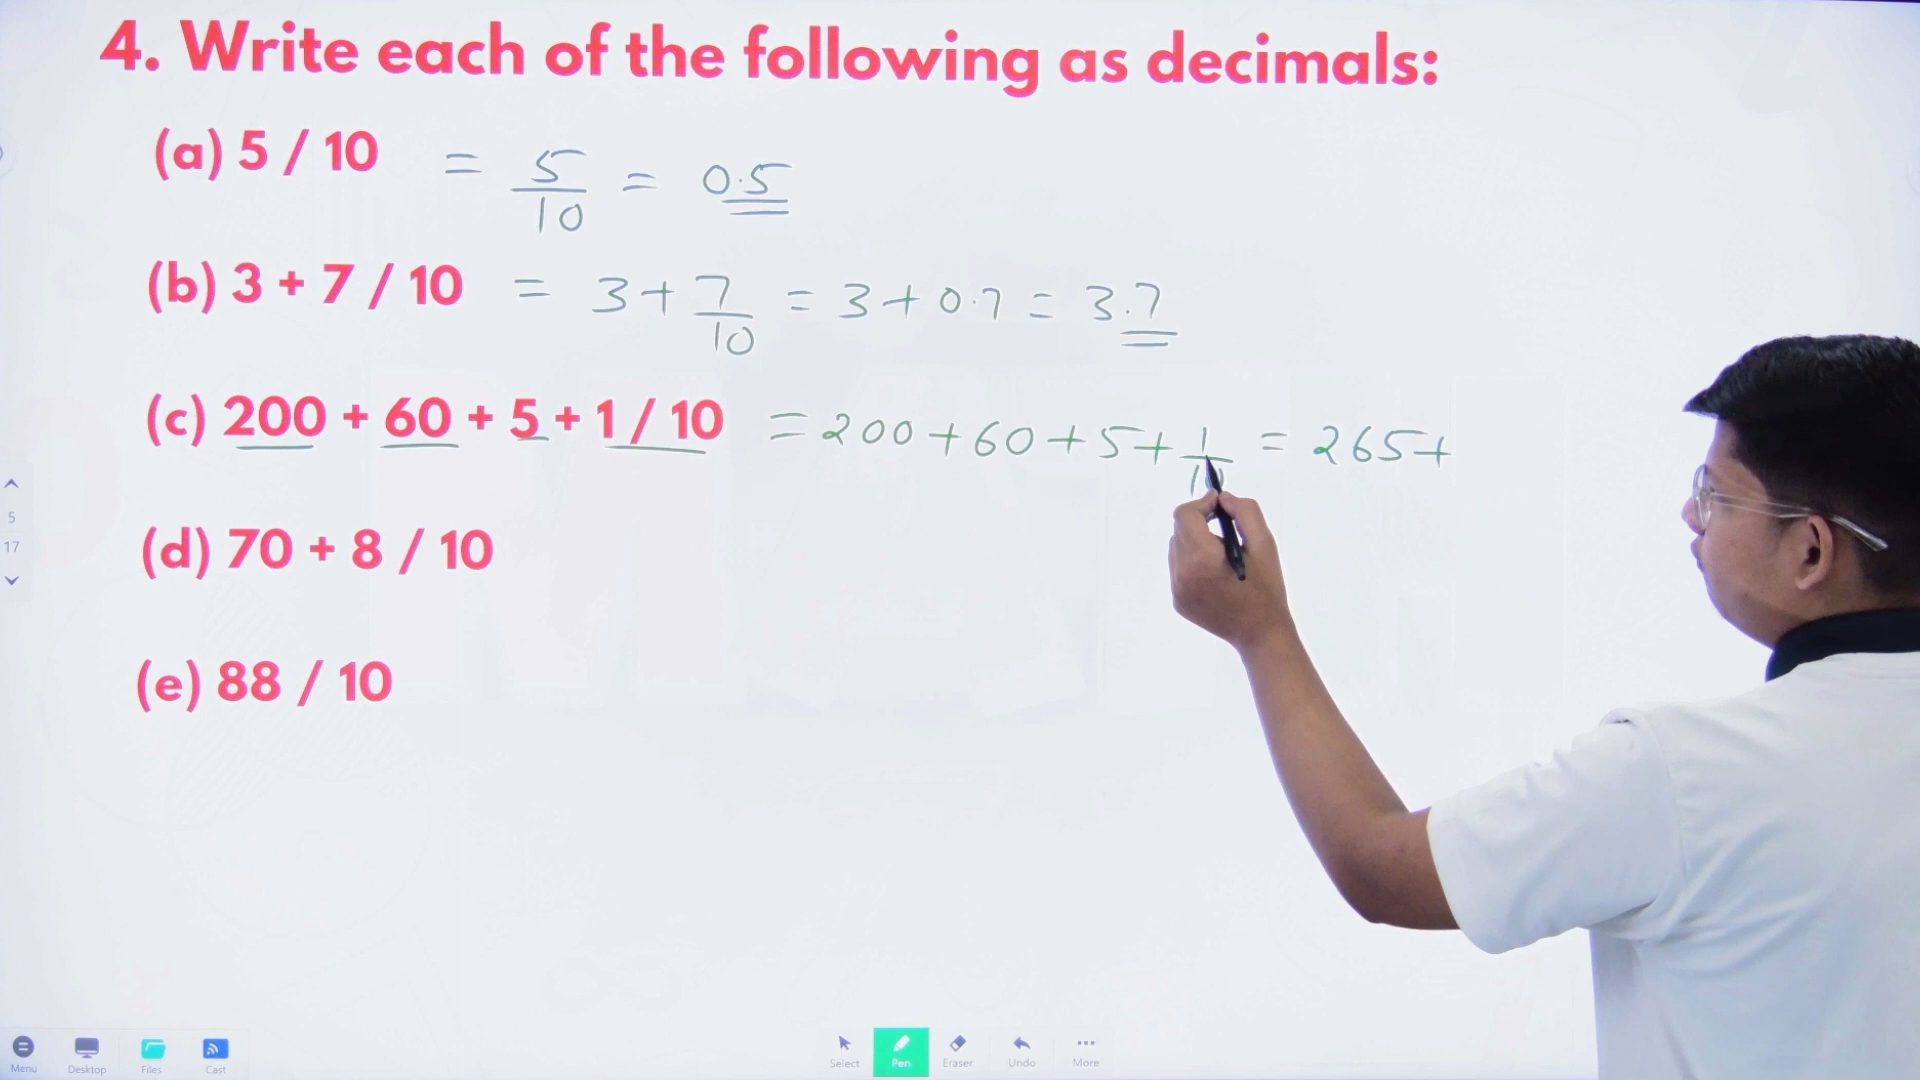 4. Write each of the following as decimals:
(a) 5 / 10 = 5/10 = 0.5
(b) 3 + 7 / 10 = 3 + 7/10 = 3 + 0.7 = 3.7
(c) 200 + 60 + 5 + 1 / 10 = 200 + 60 + 5 + 1/10 = 265 +
(d) 70 + 8 / 10
(e) 88 / 10
5
17
Menu Desktop Files Cast Select Pen Eraser Undo More